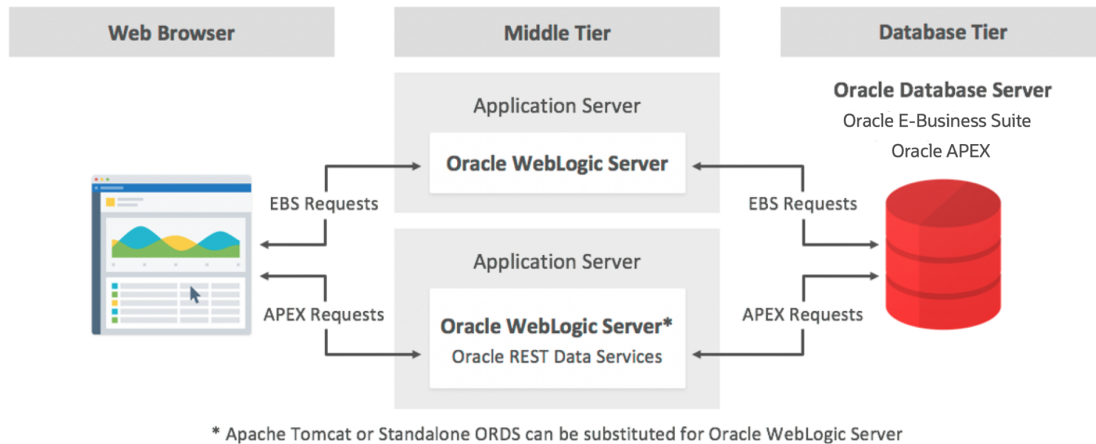 Web Browser
Middle Tier
Database Tier
Oracle Database Server
Oracle E-Business Suite
Oracle APEX
Application Server
Oracle WebLogic Server
EBS Requests
EBS Requests
Application Server
Oracle WebLogic Server*
Oracle REST Data Services
APEX Requests
APEX Requests
* Apache Tomcat or Standalone ORDS can be substituted for Oracle WebLogic Server